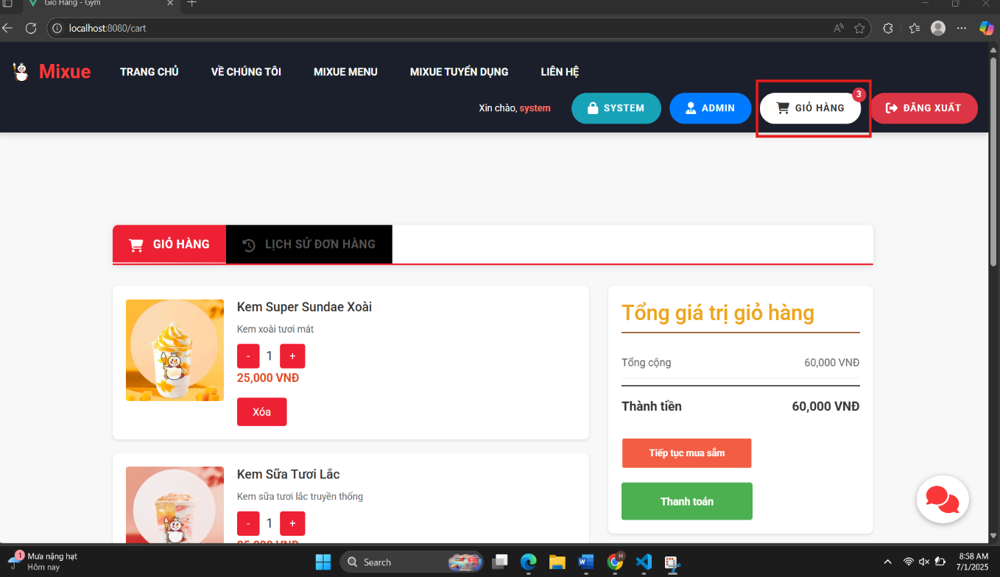 Giỏ Hàng - Gym
localhost:8080/cart
Mixue
TRANG CHỦ
VỀ CHÚNG TÔI
MIXUE MENU
MIXUE TUYỂN DỤNG
LIÊN HỆ
Xin chào, system
SYSTEM
ADMIN
GIỎ HÀNG
3
ĐĂNG XUẤT
GIỎ HÀNG
LỊCH SỬ ĐƠN HÀNG
Kem Super Sundae Xoài
Kem xoài tươi mát
- 1 +
25,000 VNĐ
Xóa
Kem Sữa Tươi Lắc
Kem sữa tươi lắc truyền thống
- 1 +
Tổng giá trị giỏ hàng
Tổng cộng 60,000 VNĐ
Thành tiền 60,000 VNĐ
Tiếp tục mua sắm
Thanh toán
1
Mưa nặng hạt
Hôm nay
Search
8:58 AM
7/1/2025